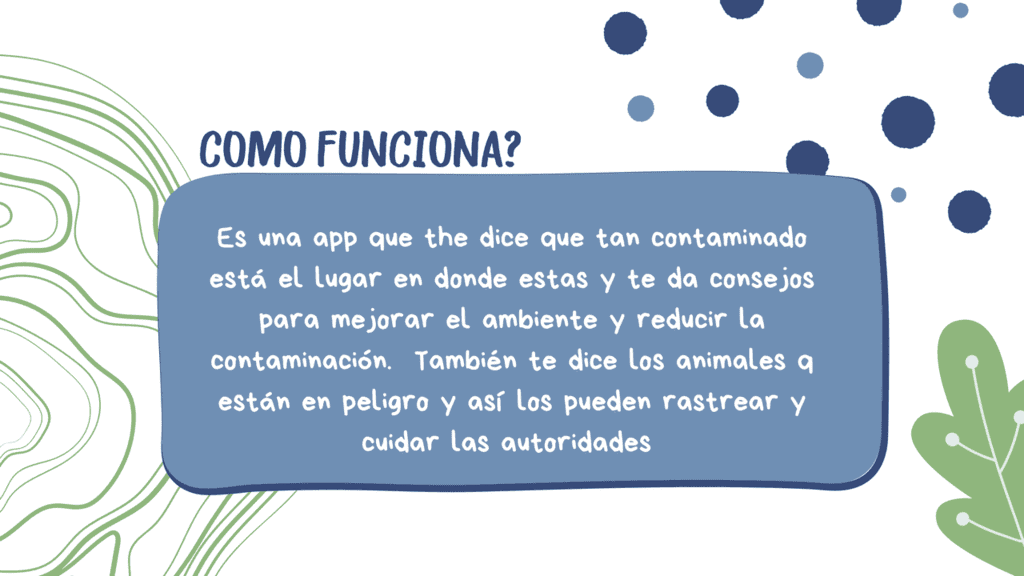 COMO FUNCIONA?
Es una app que the dice que tan contaminado
está el lugar en donde estas y te da consejos
para mejorar el ambiente y reducir la
contaminación. También te dice los animales q
están en peligro y así los pueden rastrear y
cuidar las autoridades